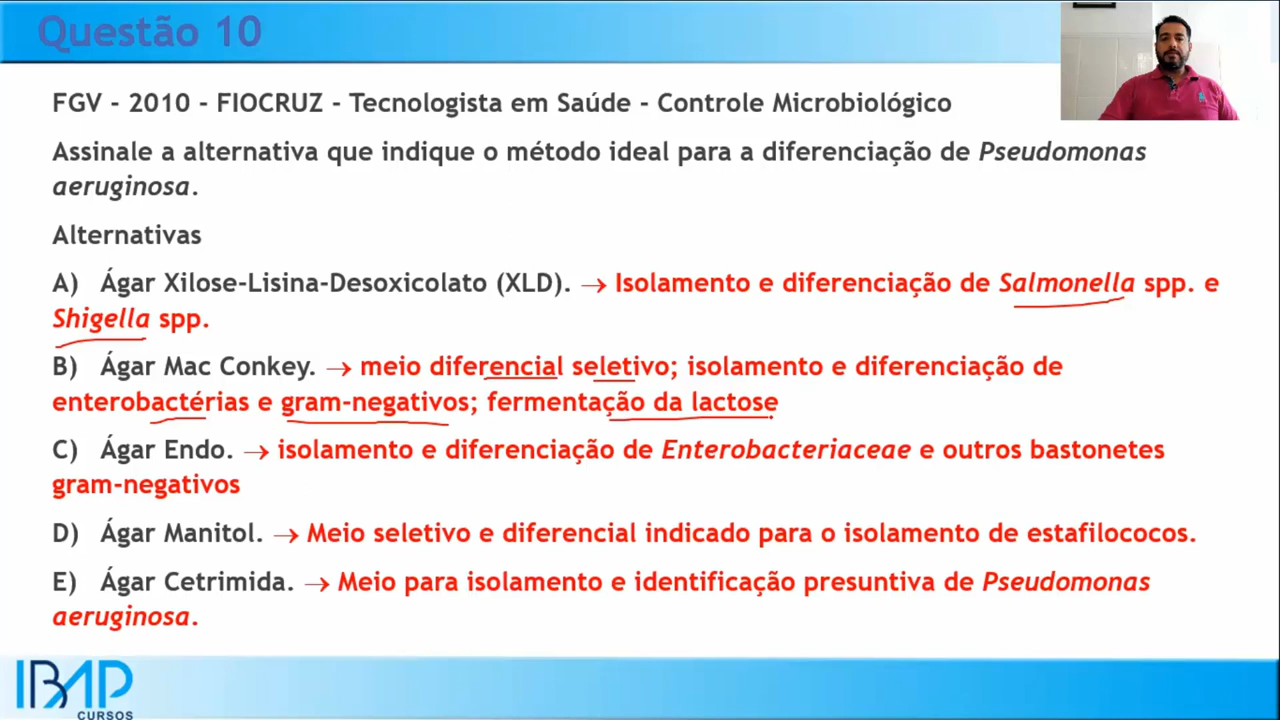 Questão 10
FGV - 2010 - FIOCRUZ - Tecnologista em Saúde - Controle Microbiológico
Assinale a alternativa que indique o método ideal para a diferenciação de Pseudomonas
aeruginosa.
Alternativas
A) Ágar Xilose-Lisina-Desoxicolato (XLD). → Isolamento e diferenciação de Salmonella spp. e
Shigella spp.
B) Ágar Mac Conkey. → meio diferencial seletivo; isolamento e diferenciação de
enterobactérias e gram-negativos; fermentação da lactose
C) Ágar Endo. → isolamento e diferenciação de Enterobacteriaceae e outros bastonetes
gram-negativos
D) Ágar Manitol. → Meio seletivo e diferencial indicado para o isolamento de estafilococos.
E) Ágar Cetrimida. → Meio para isolamento e identificação presuntiva de Pseudomonas
aeruginosa.
IBAP
CURSOS